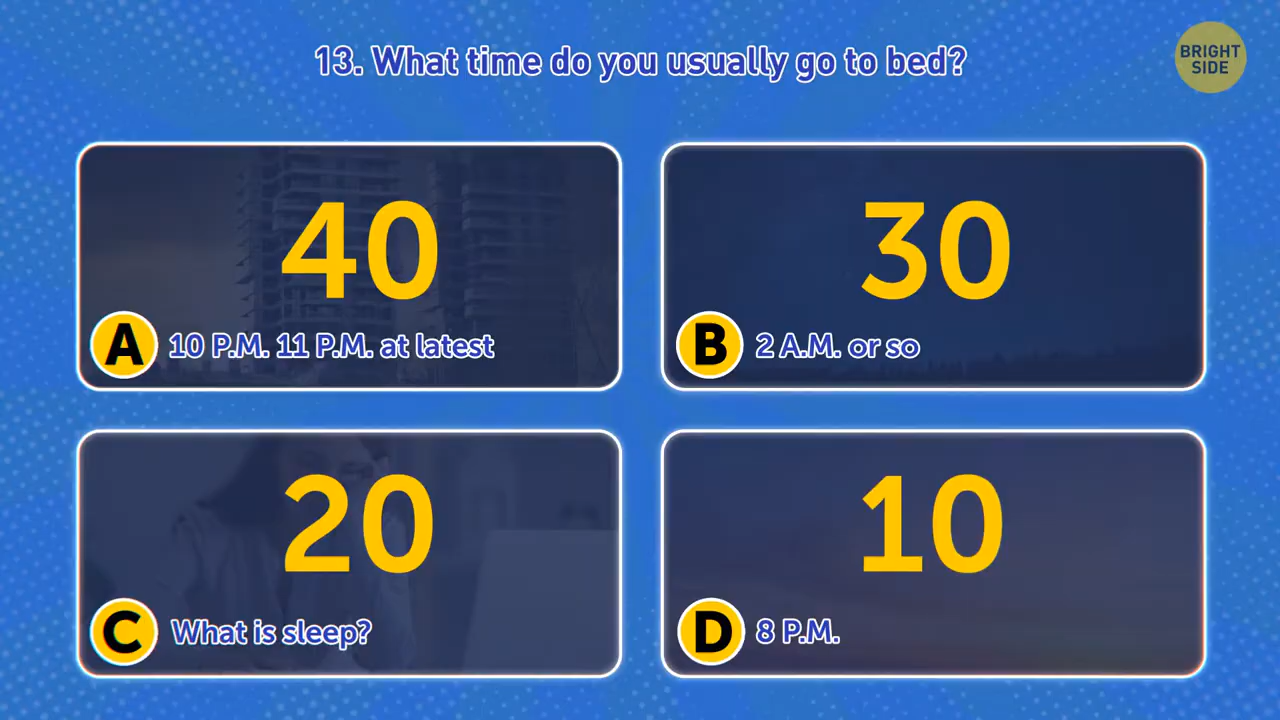 13. What time do you usually go to bed?
BRIGHT
SIDE
40
A 10 P.M. 11 P.M. at latest
30
B 2 A.M. or so
20
C What is sleep?
10
D 8 P.M.